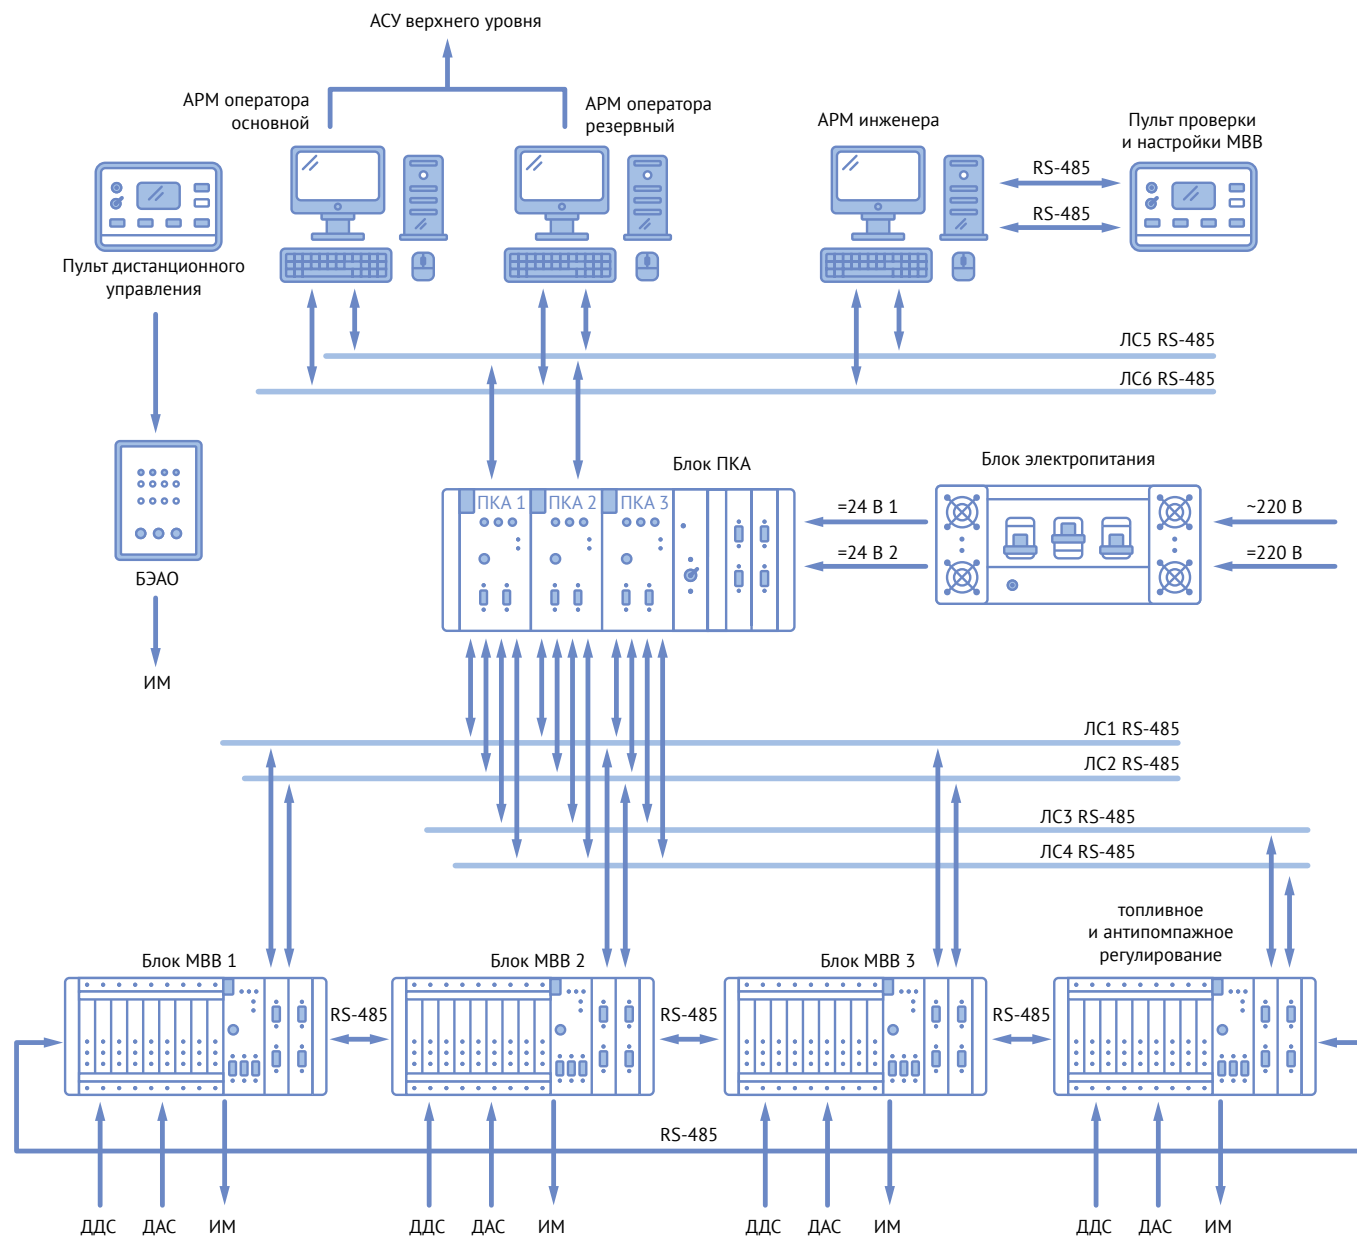 АСУ верхнего уровня
АРМ оператора
основной
АРМ оператора
резервный
АРМ инженера
Пульт проверки
и настройки МВВ
RS-485
RS-485
Пульт дистанционного
управления
ЛС5 RS-485
ЛС6 RS-485
Блок ПКА
Блок электропитания
ПКА 1
ПКА 2
ПКА 3
=24 В 1
=24 В 2
~220 В
=220 В
БЭАО
ИМ
ЛС1 RS-485
ЛС2 RS-485
ЛС3 RS-485
ЛС4 RS-485
топливное
и антипомпажное
регулирование
Блок МВВ 1
Блок МВВ 2
Блок МВВ 3
RS-485
RS-485
RS-485
RS-485
ДДС ДАС ИМ
ДДС ДАС ИМ
ДДС ДАС ИМ
ДДС ДАС ИМ